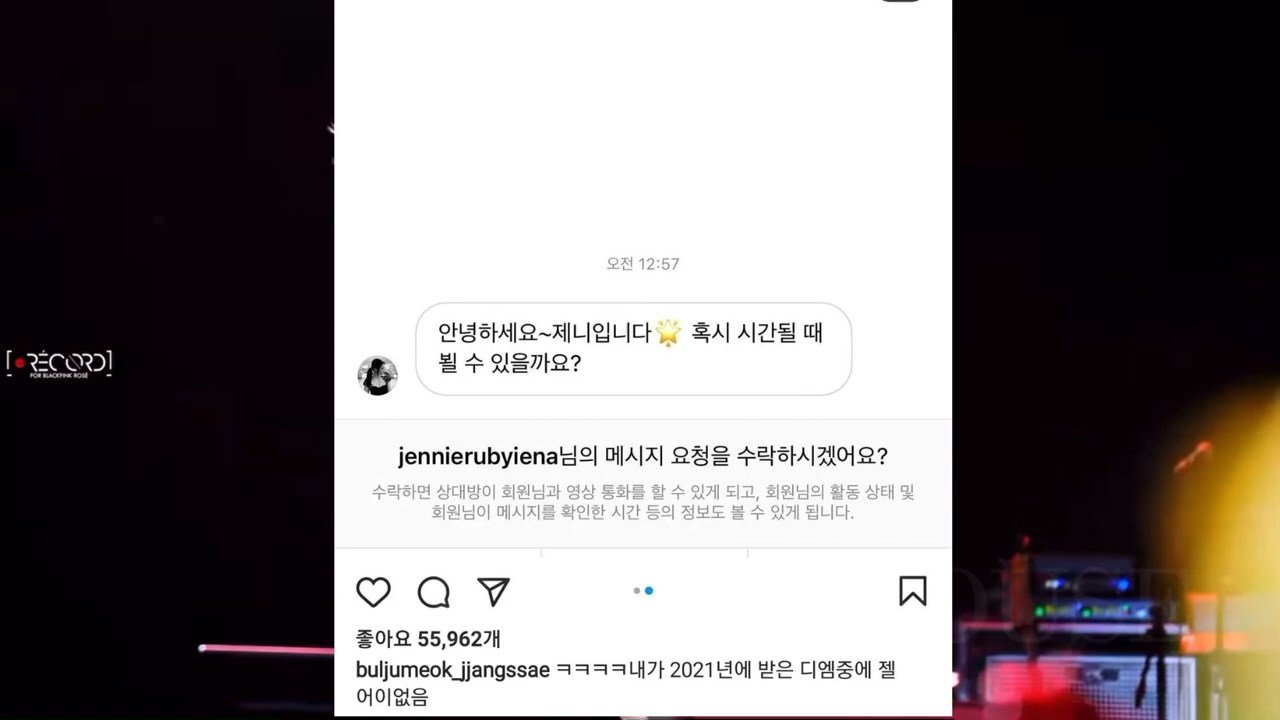 오전 12:57
안녕하세요~제니입니다🌟 혹시 시간될 때
뵐 수 있을까요?
[●RÉCORD]
FOR BLACKPINK ROSÉ
jennierubyiena님의 메시지 요청을 수락하시겠어요?
수락하면 상대방이 회원님과 영상 통화를 할 수 있게 되고, 회원님의 활동 상태 및
회원님이 메시지를 확인한 시간 등의 정보도 볼 수 있게 됩니다.
좋아요 55,962개
buljumeok_jjangssae ㅋㅋㅋㅋ내가 2021년에 받은 디엠중에 젤
어이없음